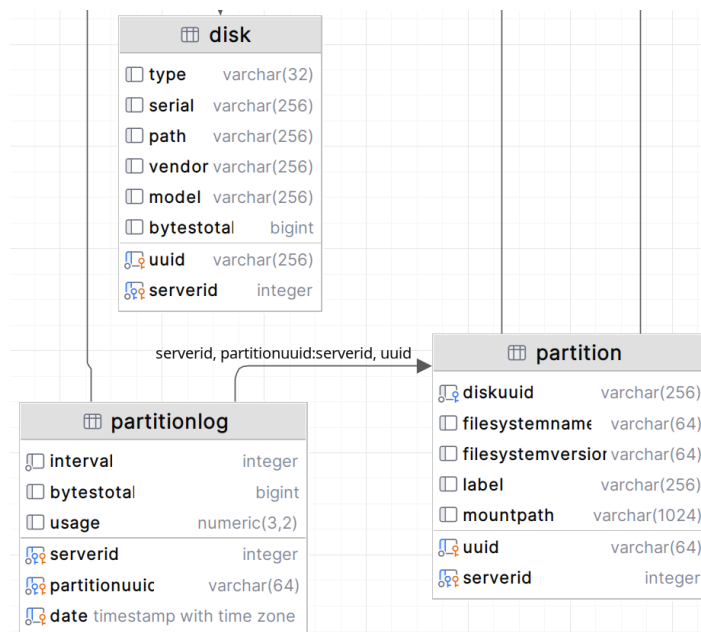 disk
type varchar(32)
serial varchar(256)
path varchar(256)
vendor varchar(256)
model varchar(256)
bytestotal bigint
uuid varchar(256)
serverid integer
serverid, partitionuuid:serverid, uuid
partition
diskuuid varchar(256)
filesystemname varchar(64)
filesystemversion varchar(64)
label varchar(256)
mountpath varchar(1024)
uuid varchar(64)
serverid integer
partitionlog
interval integer
bytestotal bigint
usage numeric(3,2)
serverid integer
partitionuuid varchar(64)
date timestamp with time zone